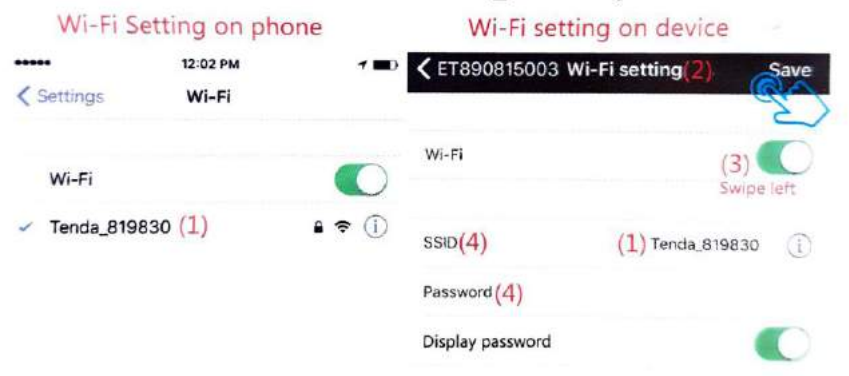 Wi-Fi Setting on phone
12:02 PM
Settings
Wi-Fi
Wi-Fi
Tenda_819830 (1)
Wi-Fi setting on device
ET890815003 Wi-Fi setting(2)
Save
Wi-Fi
(3)
Swipe left
SSID(4)
(1) Tenda_819830
Password(4)
Display password